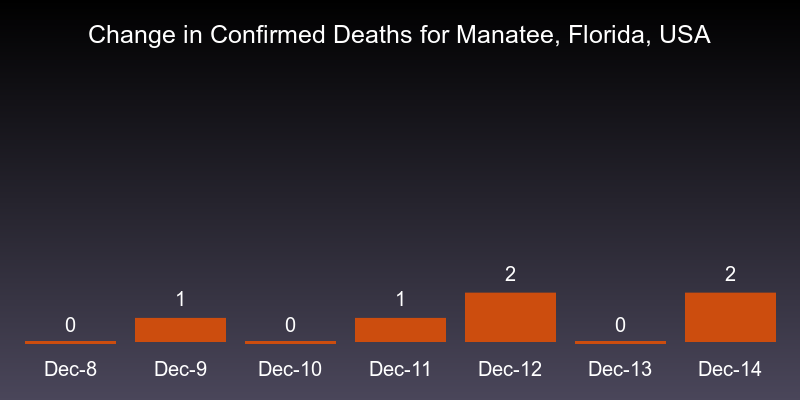 Change in Confirmed Deaths for Manatee, Florida, USA
0 1 0 1 2 0 2
Dec-8 Dec-9 Dec-10 Dec-11 Dec-12 Dec-13 Dec-14